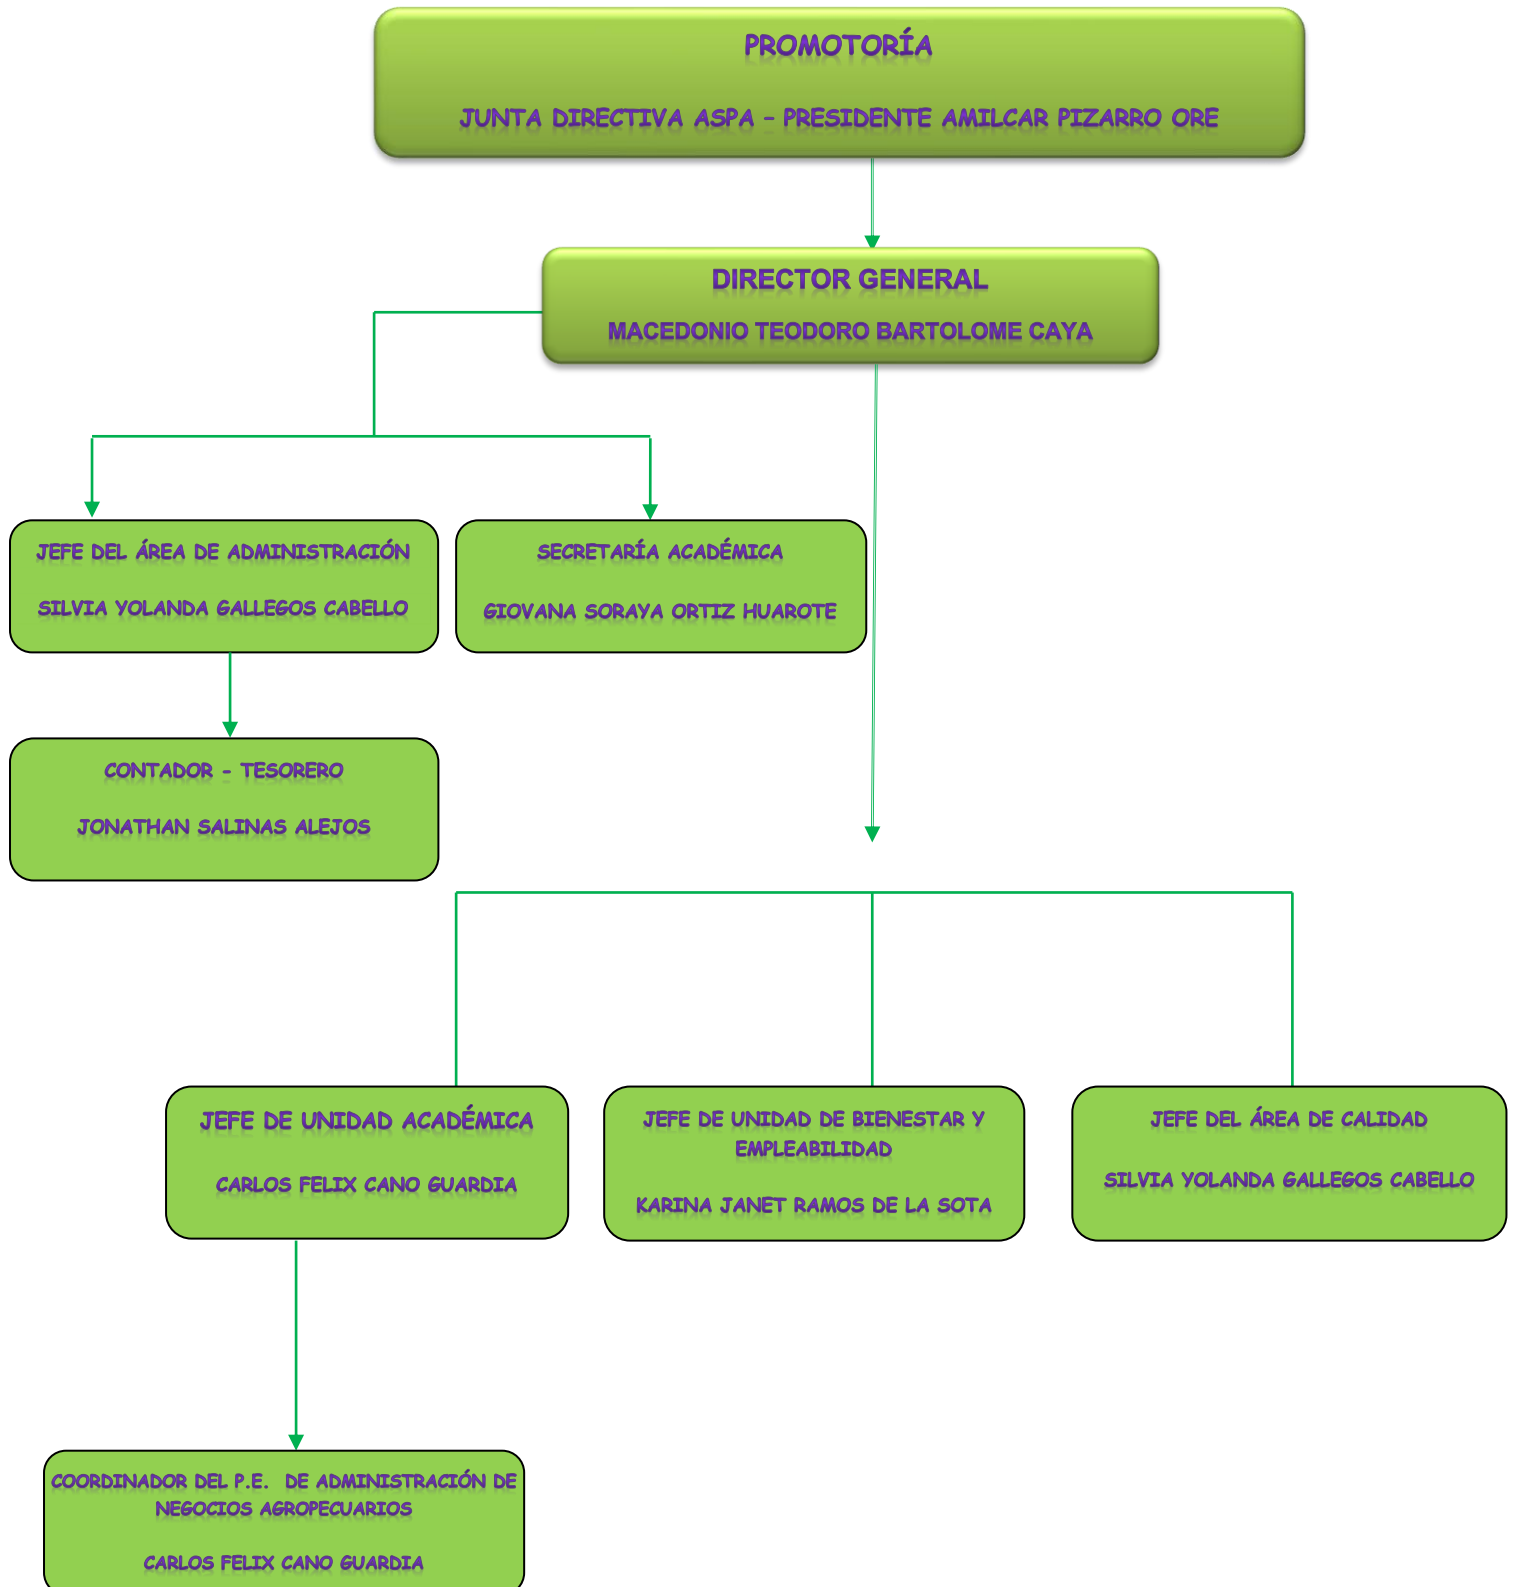 PROMOTORÍA
JUNTA DIRECTIVA ASPA – PRESIDENTE AMILCAR PIZARRO ORE
DIRECTOR GENERAL
MACEDONIO TEODORO BARTOLOME CAYA
JEFE DEL ÁREA DE ADMINISTRACIÓN
SILVIA YOLANDA GALLEGOS CABELLO
SECRETARÍA ACADÉMICA
GIOVANA SORAYA ORTIZ HUAROTE
CONTADOR - TESORERO
JONATHAN SALINAS ALEJOS
JEFE DE UNIDAD ACADÉMICA
CARLOS FELIX CANO GUARDIA
JEFE DE UNIDAD DE BIENESTAR Y
EMPLEABILIDAD
KARINA JANET RAMOS DE LA SOTA
JEFE DEL ÁREA DE CALIDAD
SILVIA YOLANDA GALLEGOS CABELLO
COORDINADOR DEL P.E. DE ADMINISTRACIÓN DE
NEGOCIOS AGROPECUARIOS
CARLOS FELIX CANO GUARDIA